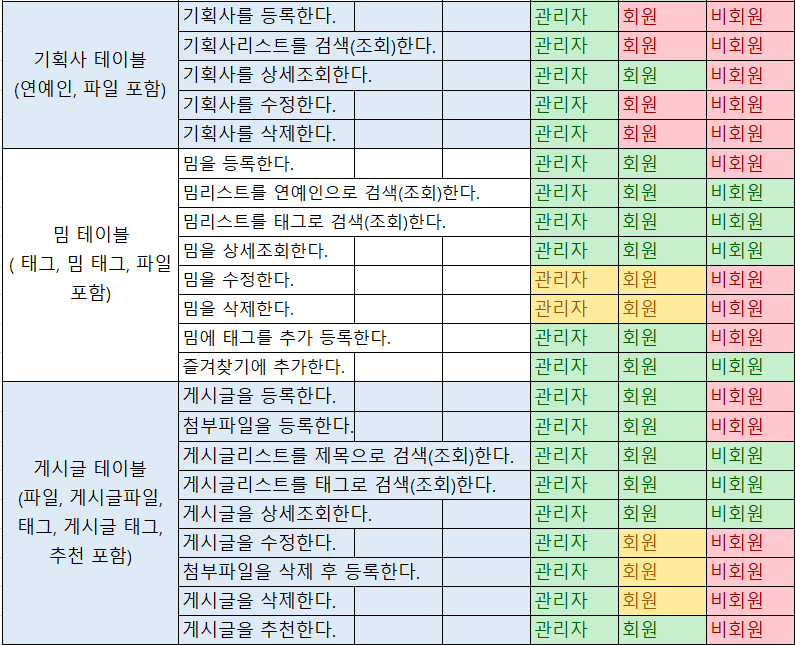 기획사 테이블
(연예인, 파일 포함)
기획사를 등록한다. 관리자 회원 비회원
기획사리스트를 검색(조회)한다. 관리자 회원 비회원
기획사를 상세조회한다. 관리자 회원 비회원
기획사를 수정한다. 관리자 회원 비회원
기획사를 삭제한다. 관리자 회원 비회원
밈 테이블
( 태그, 밈 태그, 파일
포함)
밈을 등록한다. 관리자 회원 비회원
밈리스트를 연예인으로 검색(조회)한다. 관리자 회원 비회원
밈리스트를 태그로 검색(조회)한다. 관리자 회원 비회원
밈을 상세조회한다. 관리자 회원 비회원
밈을 수정한다. 관리자 회원 비회원
밈을 삭제한다. 관리자 회원 비회원
밈에 태그를 추가 등록한다. 관리자 회원 비회원
즐겨찾기에 추가한다. 관리자 회원 비회원
게시글 테이블
(파일, 게시글파일,
태그, 게시글 태그,
추천 포함)
게시글을 등록한다. 관리자 회원 비회원
첨부파일을 등록한다. 관리자 회원 비회원
게시글리스트를 제목으로 검색(조회)한다. 관리자 회원 비회원
게시글리스트를 태그로 검색(조회)한다. 관리자 회원 비회원
게시글을 상세조회한다. 관리자 회원 비회원
게시글을 수정한다. 관리자 회원 비회원
첨부파일을 삭제 후 등록한다. 관리자 회원 비회원
게시글을 삭제한다. 관리자 회원 비회원
게시글을 추천한다. 관리자 회원 비회원